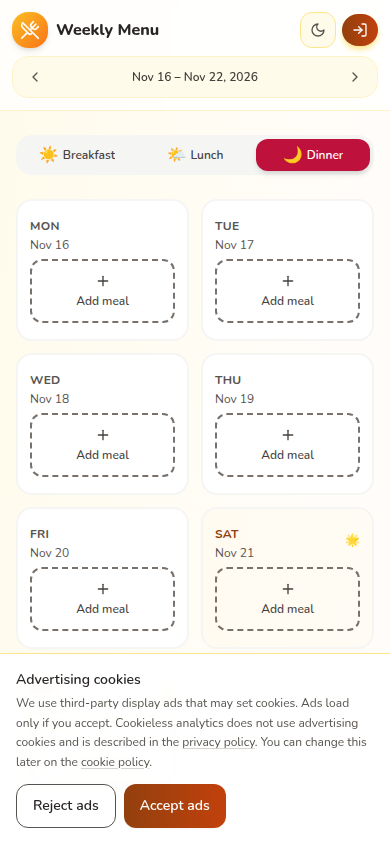 Weekly Menu
Nov 16 – Nov 22, 2026
Breakfast
Lunch
Dinner
MON
Nov 16
Add meal
TUE
Nov 17
Add meal
WED
Nov 18
Add meal
THU
Nov 19
Add meal
FRI
Nov 20
Add meal
SAT
Nov 21
Add meal
Advertising cookies
We use third-party display ads that may set cookies. Ads load
only if you accept. Cookieless analytics does not use advertising
cookies and is described in the privacy policy. You can change this
later on the cookie policy.
Reject ads
Accept ads